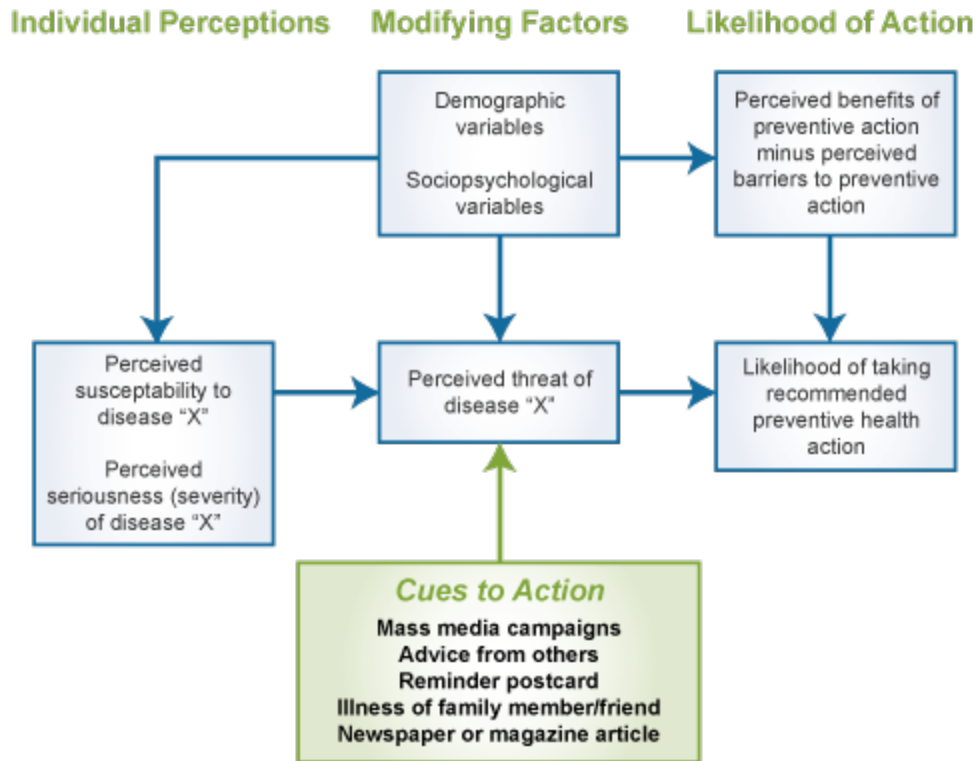 Individual Perceptions
Modifying Factors
Likelihood of Action
Demographic
variables
Sociopsychological
variables
Perceived benefits of
preventive action
minus perceived
barriers to preventive
action
Perceived
susceptability to
disease “X”
Perceived
seriousness (severity)
of disease “X”
Perceived threat of
disease “X”
Likelihood of taking
recommended
preventive health
action
Cues to Action
Mass media campaigns
Advice from others
Reminder postcard
Illness of family member/friend
Newspaper or magazine article